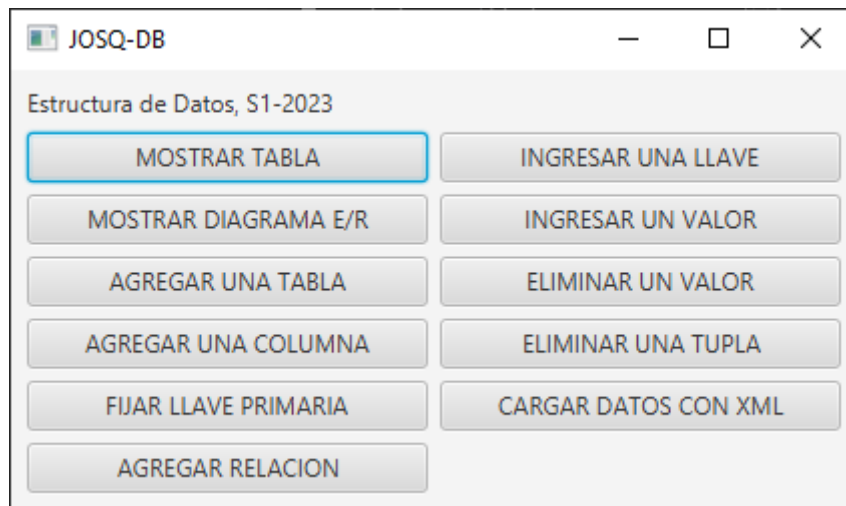 JOSQ-DB
Estructura de Datos, S1-2023
MOSTRAR TABLA
INGRESAR UNA LLAVE
MOSTRAR DIAGRAMA E/R
INGRESAR UN VALOR
AGREGAR UNA TABLA
ELIMINAR UN VALOR
AGREGAR UNA COLUMNA
ELIMINAR UNA TUPLA
FIJAR LLAVE PRIMARIA
CARGAR DATOS CON XML
AGREGAR RELACION